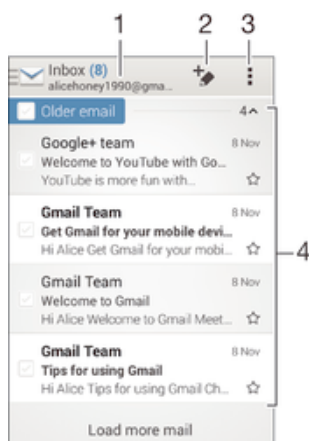 1 2 3
Inbox (8)
alicehoney1990@gma...
Older email 4
Google+ team 8 Nov
Welcome to YouTube with Go...
YouTube is more fun with...
Gmail Team 8 Nov
Get Gmail for your mobile devi...
Hi Alice Get Gmail for your mobi...
4
Gmail Team 8 Nov
Welcome to Gmail
Hi Alice Welcome to Gmail Meet...
Gmail Team 8 Nov
Tips for using Gmail
Hi Alice Tips for using Gmail Ch...
Load more mail